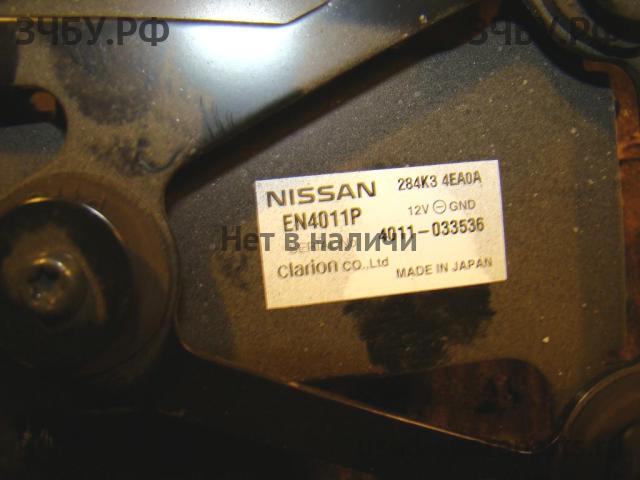 ЗЧБУ.РФ
ЗЧБУ.РФ
NISSAN 284K3 4EA0A
EN4011P 12V ⊖ GND
4011-033536
Нет в наличии
Clarion CO.,Ltd MADE IN JAPAN